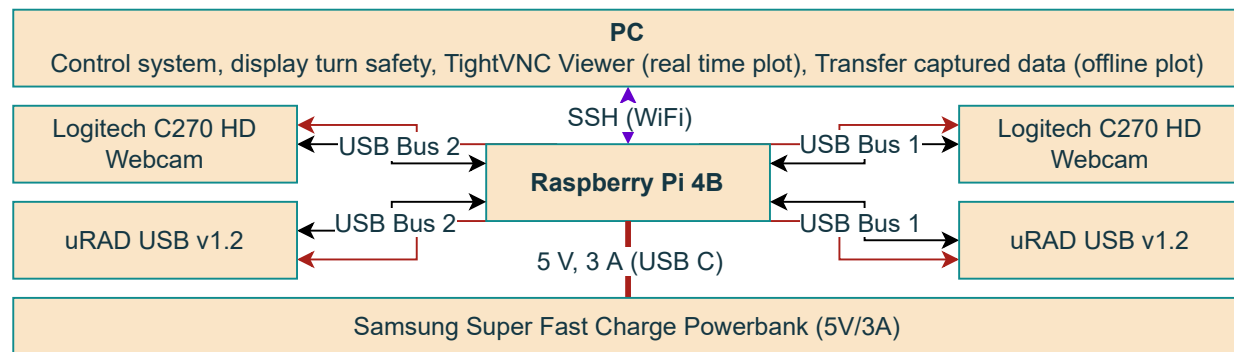 PC
Control system, display turn safety, TightVNC Viewer (real time plot), Transfer captured data (offline plot)
SSH (WiFi)
Logitech C270 HD
Webcam
USB Bus 2
USB Bus 1
Logitech C270 HD
Webcam
Raspberry Pi 4B
uRAD USB v1.2
USB Bus 2
USB Bus 1
uRAD USB v1.2
5 V, 3 A (USB C)
Samsung Super Fast Charge Powerbank (5V/3A)